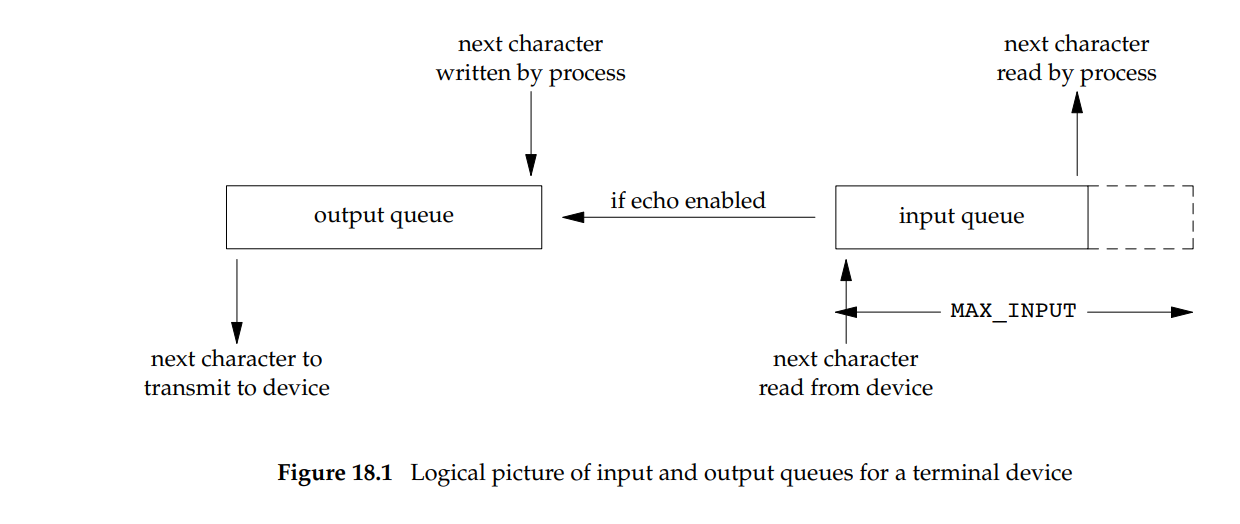 next character
written by process
next character
read by process
output queue
if echo enabled
input queue
MAX_INPUT
next character to
transmit to device
next character
read from device
Figure 18.1 Logical picture of input and output queues for a terminal device